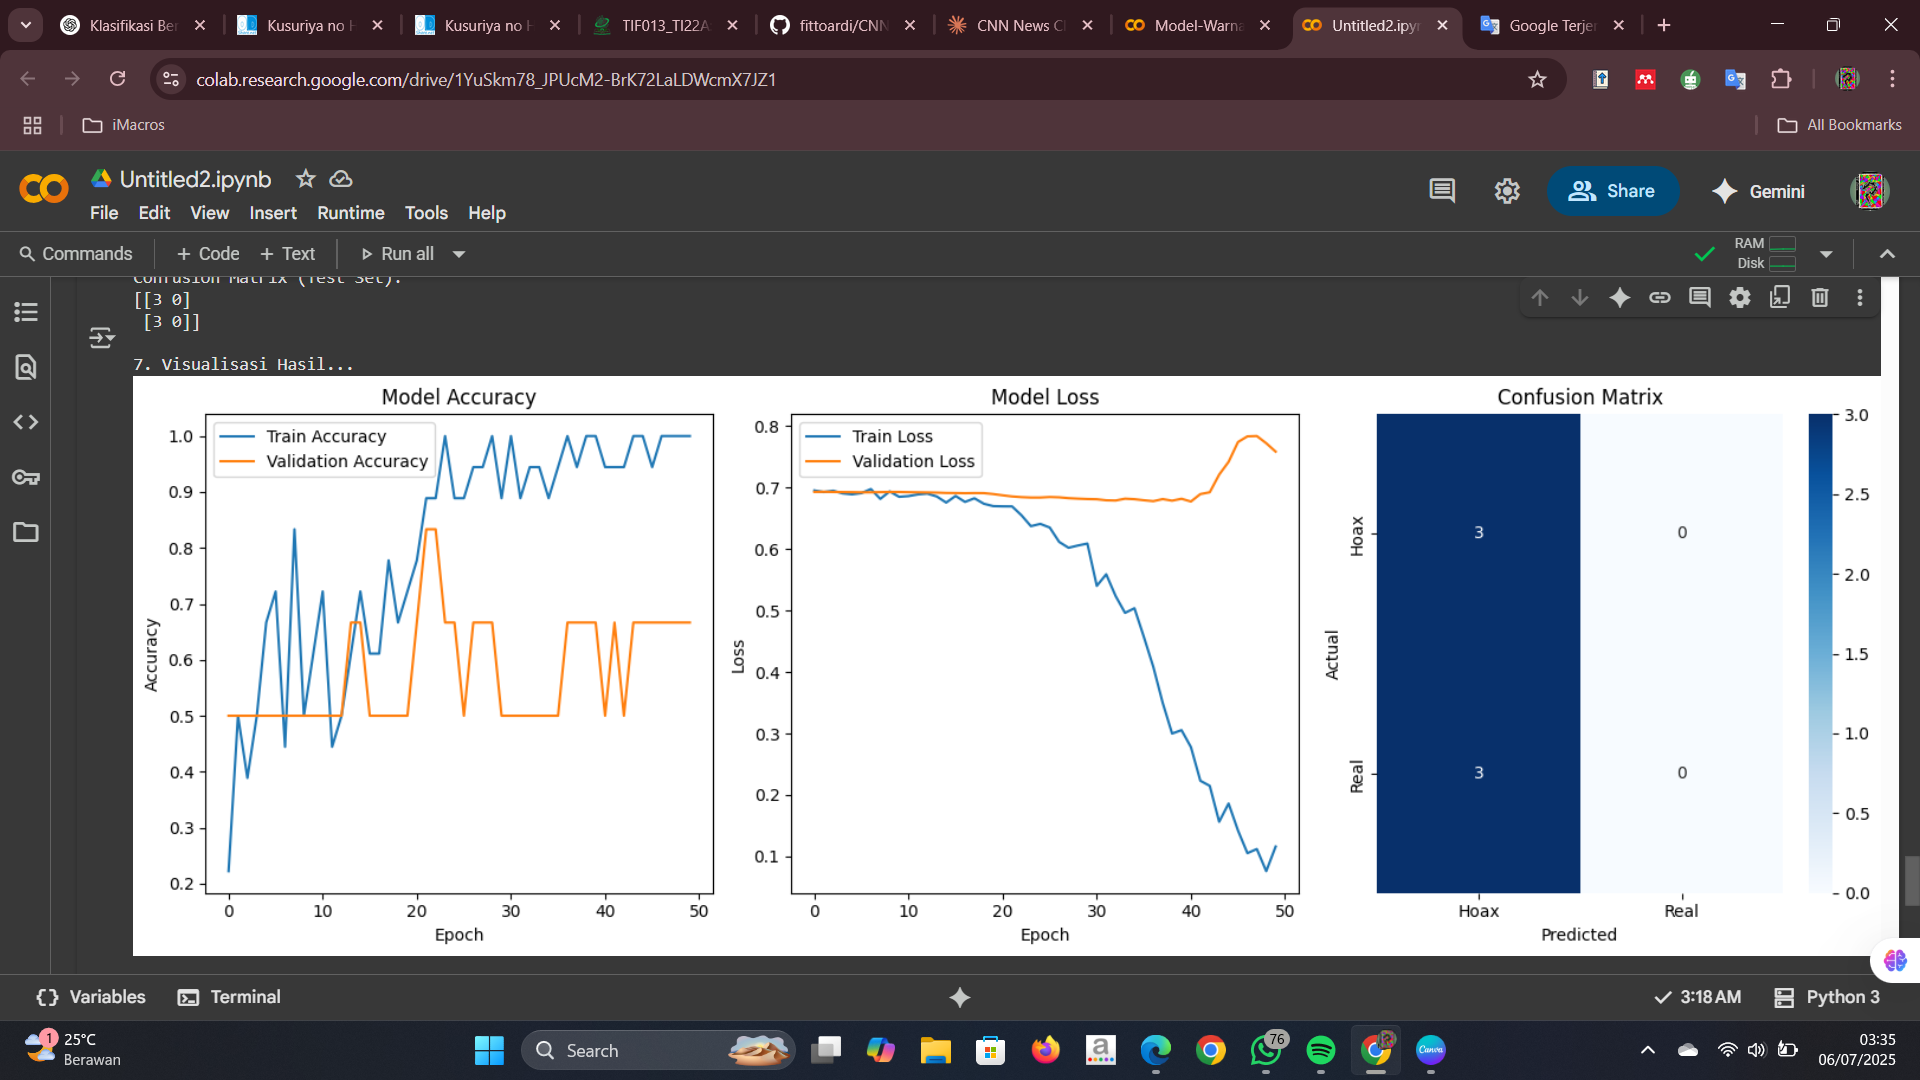 Klasifikasi Ber
Kusuriya no H
Kusuriya no H
TIF013_TI22A
fittoardi/CNN
CNN News Cl
Model-Warna
Untitled2.ipyn
Google Terje
colab.research.google.com/drive/1YuSkm78_JPUcM2-BrK72LaLDWcmX7JZ1
iMacros
All Bookmarks
Untitled2.ipynb
File Edit View Insert Runtime Tools Help
Share
Gemini
Commands + Code + Text Run all
RAM
Disk
Confusion Matrix (Test Set):
[[3 0]
[3 0]]
7. Visualisasi Hasil...
Model Accuracy
Train Accuracy
Validation Accuracy
1.0
0.9
0.8
0.7
0.6
0.5
0.4
0.3
0.2
Accuracy
0 10 20 30 40 50
Epoch
Model Loss
Train Loss
Validation Loss
0.8
0.7
0.6
0.5
0.4
0.3
0.2
0.1
Loss
0 10 20 30 40 50
Epoch
Confusion Matrix
Hoax
Real
Actual
3 0
3 0
Hoax Real
Predicted
3.0
2.5
2.0
1.5
1.0
0.5
0.0
Variables
Terminal
3:18 AM
Python 3
1
25°C
Berawan
Search
a
76
Canva
03:35
06/07/2025